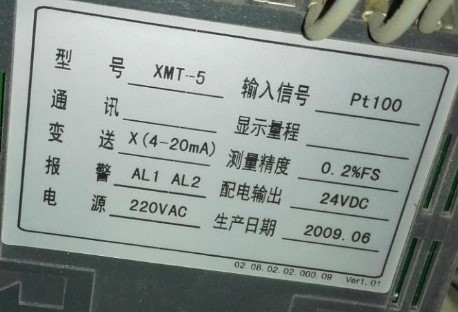 型号 XMT-5 输入信号 Pt100
通讯 显示量程
变送 X(4-20mA) 测量精度 0.2%FS
报警 AL1 AL2 配电输出 24VDC
电源 220VAC 生产日期 2009.06
02.08.02.02.000.09 Ver1.01